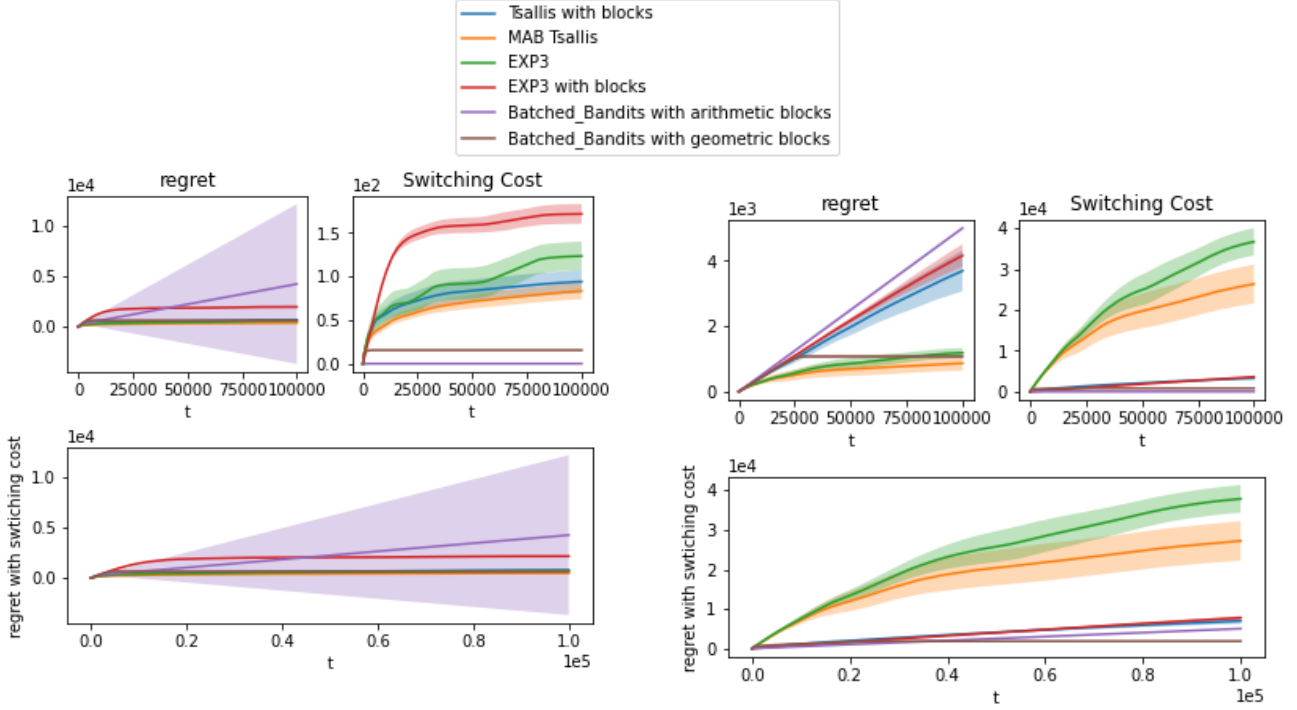 Tsallis with blocks
MAB Tsallis
EXP3
EXP3 with blocks
Batched_Bandits with arithmetic blocks
Batched_Bandits with geometric blocks
1e4
regret
1.0
0.5
0.0
0 25000 50000 75000 100000
t
1e2
Switching Cost
1.5
1.0
0.5
0.0
0 25000 50000 75000 100000
t
regret with swtiching cost
1e4
1.0
0.5
0.0
0.0 0.2 0.4 0.6 0.8 1.0
t
1e5
1e3
regret
4
2
0
0 25000 50000 75000 100000
t
1e4
Switching Cost
4
3
2
1
0
0 25000 50000 75000 100000
t
regret with swtiching cost
1e4
4
3
2
1
0
0.0 0.2 0.4 0.6 0.8 1.0
t
1e5